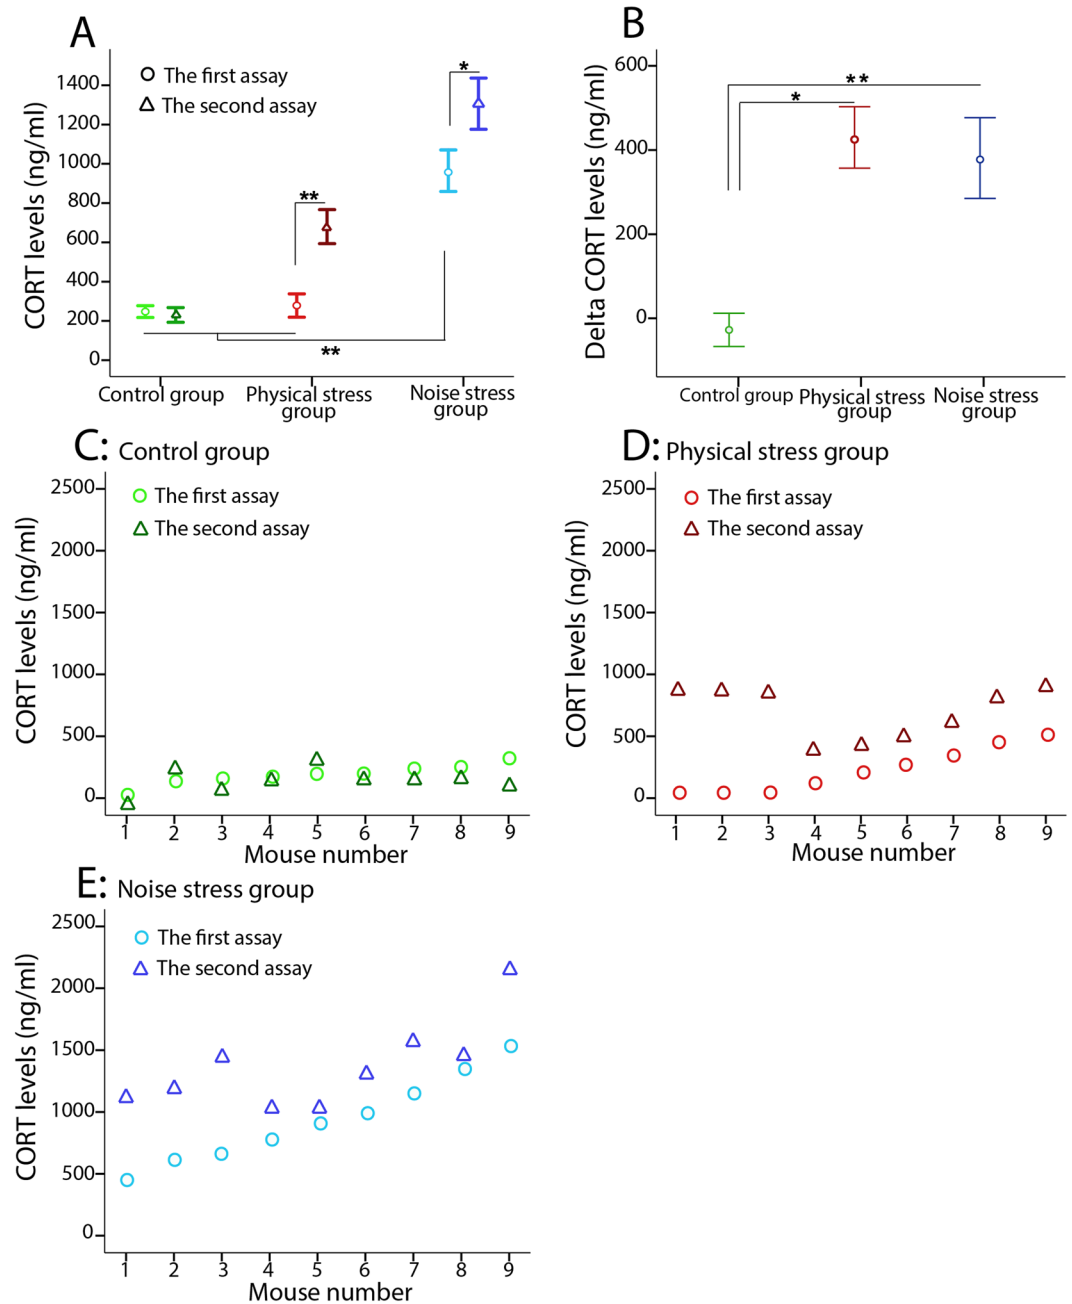 A
The first assay
The second assay
CORT levels (ng/ml)
1400
1200
1000
800
600
400
200
0
*
**
**
Control group
Physical stress
group
Noise stress
group
B
Delta CORT levels (ng/ml)
600
400
200
0
**
*
Control group
Physical stress
group
Noise stress
group
C: Control group
The first assay
The second assay
CORT levels (ng/ml)
2500
2000
1500
1000
500
0
1 2 3 4 5 6 7 8 9
Mouse number
D: Physical stress group
The first assay
The second assay
CORT levels (ng/ml)
2500
2000
1500
1000
500
0
1 2 3 4 5 6 7 8 9
Mouse number
E: Noise stress group
The first assay
The second assay
CORT levels (ng/ml)
2500
2000
1500
1000
500
0
1 2 3 4 5 6 7 8 9
Mouse number